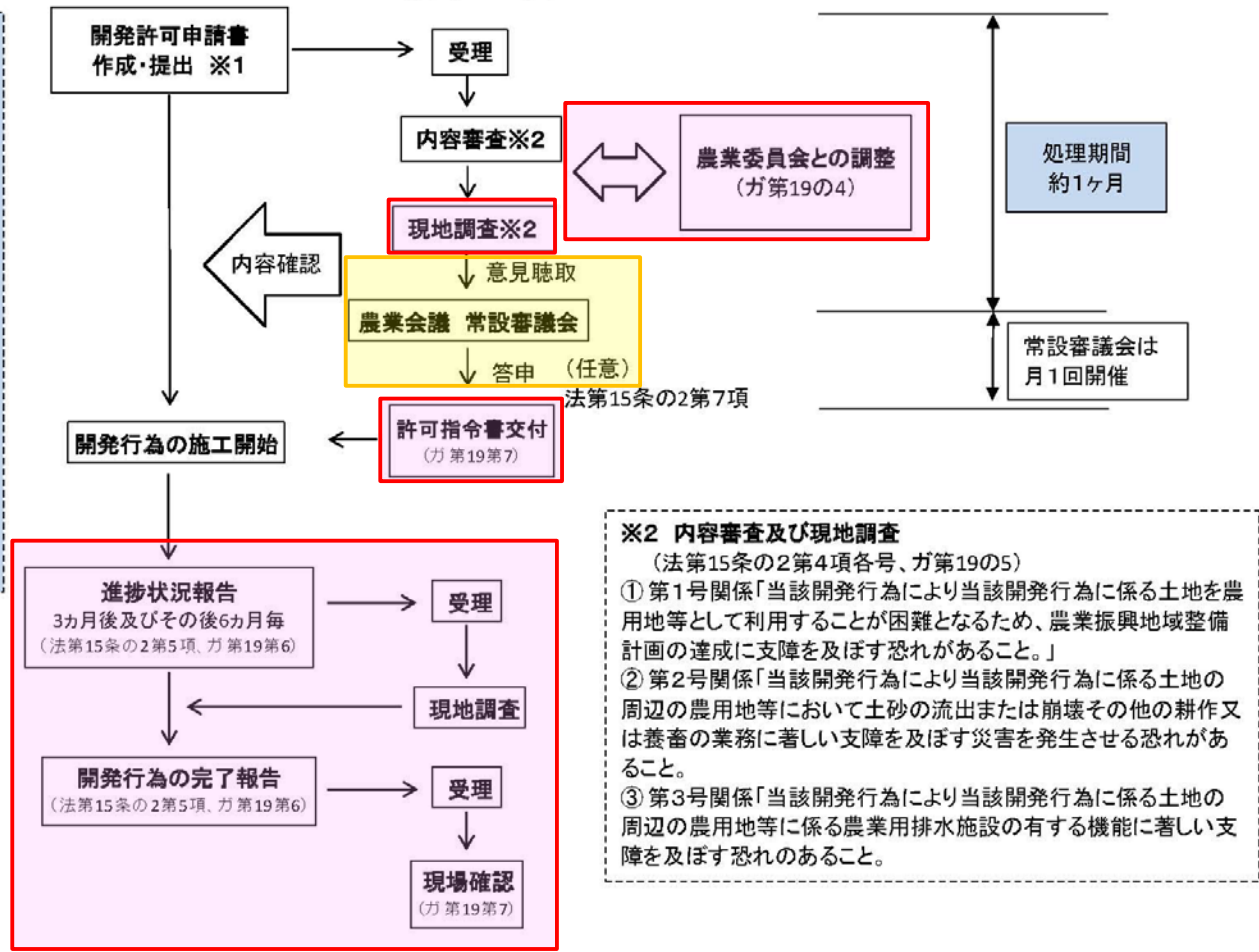 開発許可申請書
作成・提出 ※1
受理
内容審査※2
農業委員会との調整
(ガ第19の4)
処理期間
約1ヶ月
現地調査※2
内容確認
意見聴取
農業会議 常設審議会
答申 (任意)
法第15条の2第7項
常設審議会は
月1回開催
許可指令書交付
(ガ 第19第7)
開発行為の施工開始
進捗状況報告
3ヵ月後及びその後6ヵ月毎
(法第15条の2第5項、ガ 第19第6)
受理
現地調査
開発行為の完了報告
(法第15条の2第5項、ガ 第19第6)
受理
現場確認
(ガ 第19第7)
※2 内容審査及び現地調査
(法第15条の2第4項各号、ガ第19の5)
① 第1号関係「当該開発行為により当該開発行為に係る土地を農
用地等として利用することが困難となるため、農業振興地域整備
計画の達成に支障を及ぼす恐れがあること。」
② 第2号関係「当該開発行為により当該開発行為に係る土地の
周辺の農用地等において土砂の流出または崩壊その他の耕作又
は養畜の業務に著しい支障を及ぼす災害を発生させる恐れがあ
ること。
③ 第3号関係「当該開発行為により当該開発行為に係る土地の
周辺の農用地等に係る農業用排水施設の有する機能に著しい支
障を及ぼす恐れのあること。